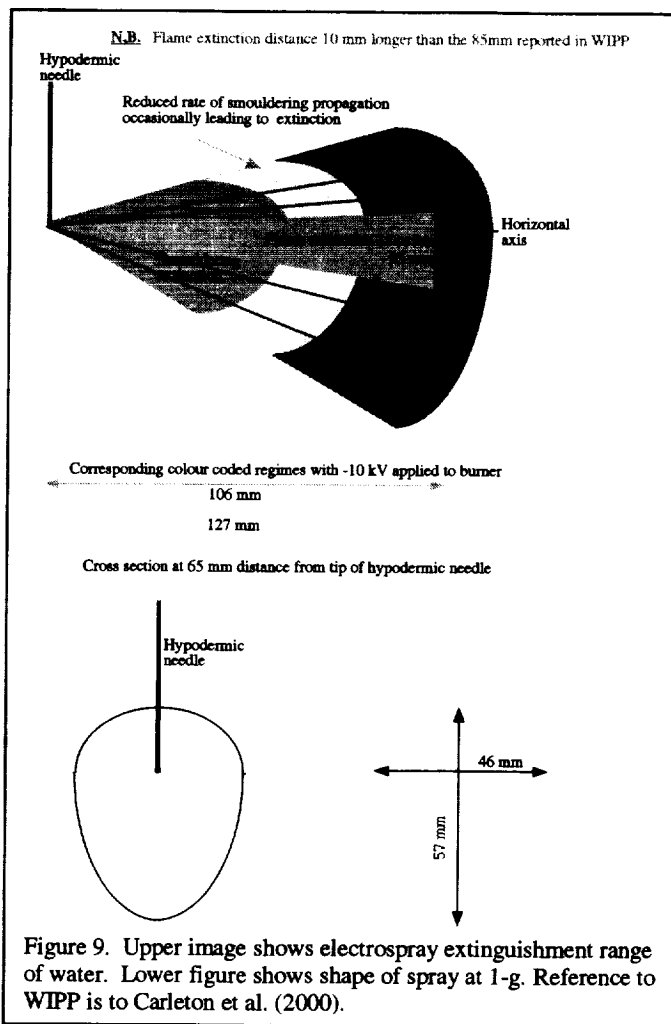 N.B. Flame extinction distance 10 mm longer than the 85mm reported in WIPP
Hypodermic
needle
Reduced rate of smouldering propagation
occasionally leading to extinction
Horizontal
axis
Corresponding colour coded regimes with -10 kV applied to burner
106 mm
127 mm
Cross section at 65 mm distance from tip of hypodermic needle
Hypodermic
needle
46 mm
57 mm
Figure 9. Upper image shows electrospray extinguishment range
of water. Lower figure shows shape of spray at 1-g. Reference to
WIPP is to Carleton et al. (2000).